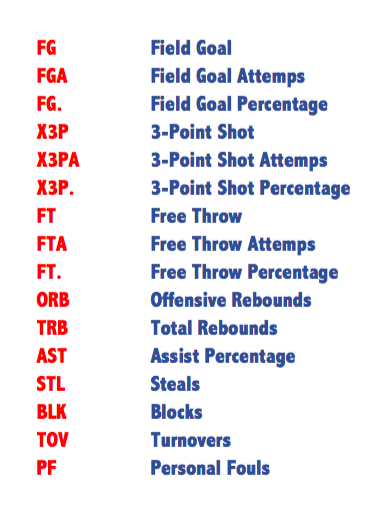 FG Field Goal
FGA Field Goal Attemps
FG. Field Goal Percentage
X3P 3-Point Shot
X3PA 3-Point Shot Attemps
X3P. 3-Point Shot Percentage
FT Free Throw
FTA Free Throw Attemps
FT. Free Throw Percentage
ORB Offensive Rebounds
TRB Total Rebounds
AST Assist Percentage
STL Steals
BLK Blocks
TOV Turnovers
PF Personal Fouls